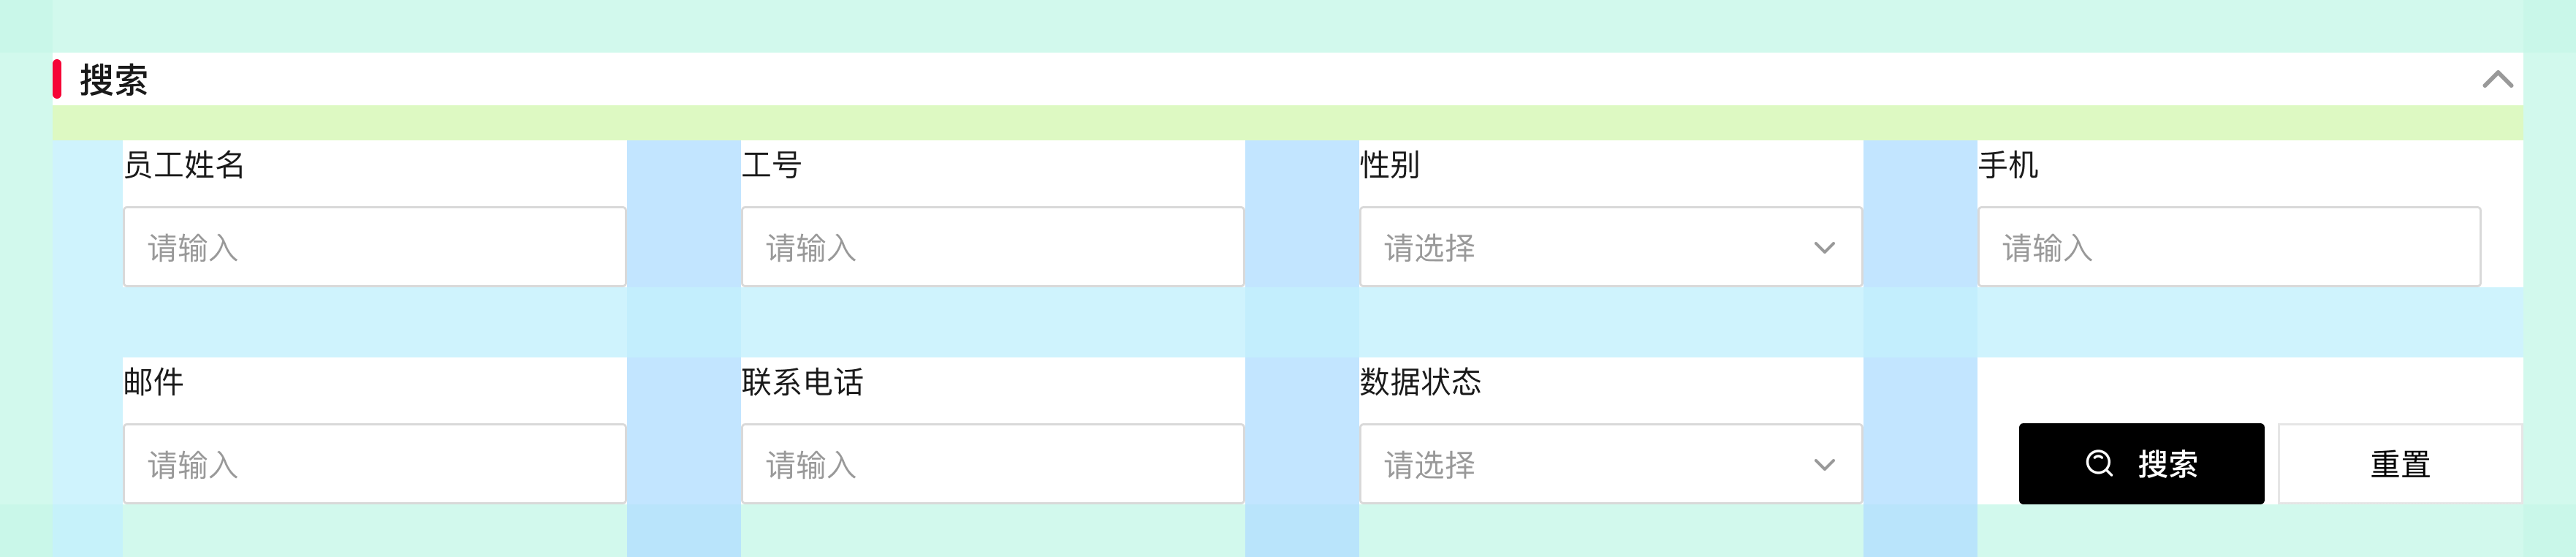 搜索
员工姓名
工号
性别
手机
请输入
请输入
请选择
请输入
邮件
联系电话
数据状态
请输入
请输入
请选择
搜索
重置